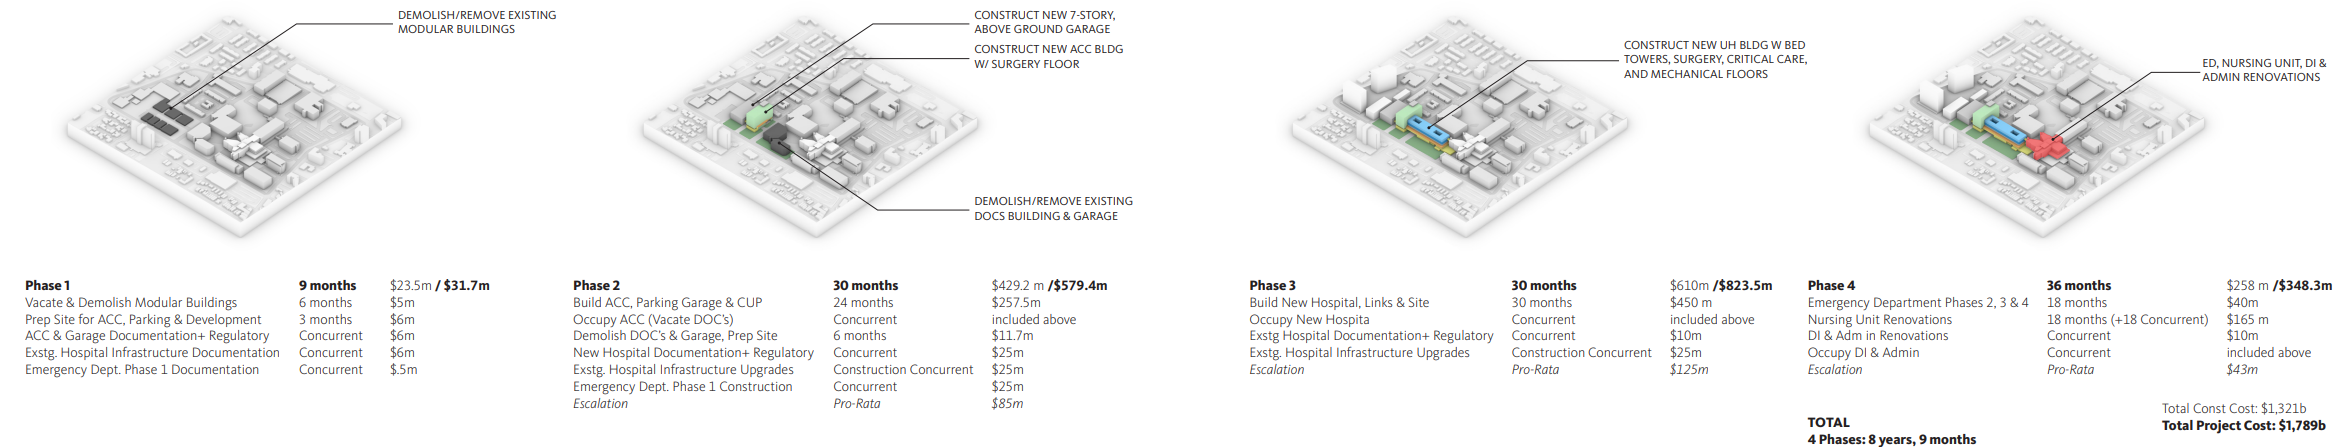 DEMOLISH/REMOVE EXISTING
MODULAR BUILDINGS
CONSTRUCT NEW 7-STORY,
ABOVE GROUND GARAGE
CONSTRUCT NEW ACC BLDG
W/ SURGERY FLOOR
DEMOLISH/REMOVE EXISTING
DOCS BUILDING & GARAGE
CONSTRUCT NEW UH BLDG W BED
TOWERS, SURGERY, CRITICAL CARE,
AND MECHANICAL FLOORS
ED, NURSING UNIT, DI &
ADMIN RENOVATIONS
Phase 1 9 months $23.5m / $31.7m
Vacate & Demolish Modular Buildings 6 months $5m
Prep Site for ACC, Parking & Development 3 months $6m
ACC & Garage Documentation+ Regulatory Concurrent $6m
Exstg. Hospital Infrastructure Documentation Concurrent $6m
Emergency Dept. Phase 1 Documentation Concurrent $.5m
Phase 2 30 months $429.2 m /$579.4m
Build ACC, Parking Garage & CUP 24 months $257.5m
Occupy ACC (Vacate DOC's) Concurrent included above
Demolish DOC's & Garage, Prep Site 6 months $11.7m
New Hospital Documentation+ Regulatory Concurrent $25m
Exstg. Hospital Infrastructure Upgrades Construction Concurrent $25m
Emergency Dept. Phase 1 Construction Concurrent $25m
Escalation Pro-Rata $85m
Phase 3 30 months $610m /$823.5m
Build New Hospital, Links & Site 30 months $450 m
Occupy New Hospita Concurrent included above
Exstg Hospital Documentation+ Regulatory Concurrent $10m
Exstg. Hospital Infrastructure Upgrades Construction Concurrent $25m
Escalation Pro-Rata $125m
Phase 4 36 months $258 m /$348.3m
Emergency Department Phases 2, 3 & 4 18 months $40m
Nursing Unit Renovations 18 months (+18 Concurrent) $165 m
DI & Adm in Renovations Concurrent $10m
Occupy DI & Admin Concurrent included above
Escalation Pro-Rata $43m
Total Const Cost: $1,321b
TOTAL Total Project Cost: $1,789b
4 Phases: 8 years, 9 months